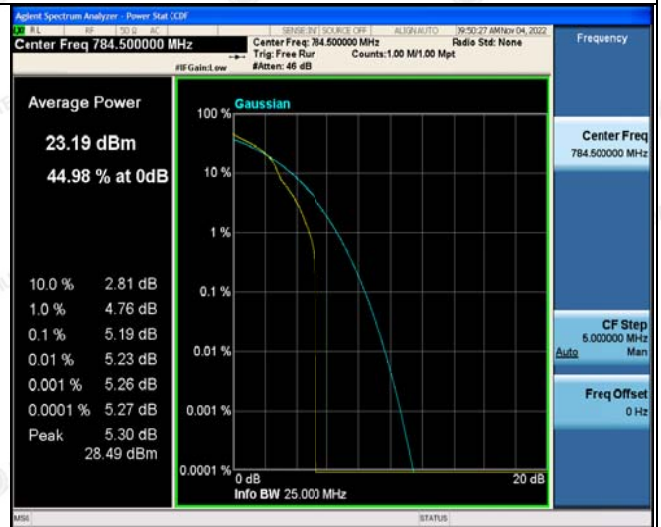 Agilent Spectrum Analyzer - Power Stat CCDF
RL RF 50 Ω AC SENSE:INT SOURCE OFF ALIGN AUTO 09:50:27 AM Nov 04, 2022
Center Freq 784.500000 MHz
Center Freq: 784.500000 MHz Radio Std: None
Trig: Free Run Counts:1.00 M/1.00 Mpt
#IFGain:Low #Atten: 46 dB
Frequency
Average Power
23.19 dBm
44.98 % at 0dB
10.0 % 2.81 dB
1.0 % 4.76 dB
0.1 % 5.19 dB
0.01 % 5.23 dB
0.001 % 5.26 dB
0.0001 % 5.27 dB
Peak 5.30 dB
28.49 dBm
Gaussian
100 %
10 %
1 %
0.1 %
0.01 %
0.001 %
0.0001 %
0 dB 20 dB
Info BW 25.000 MHz
Center Freq
784.500000 MHz
CF Step
5.000000 MHz
Auto Man
Freq Offset
0 Hz
MSG STATUS